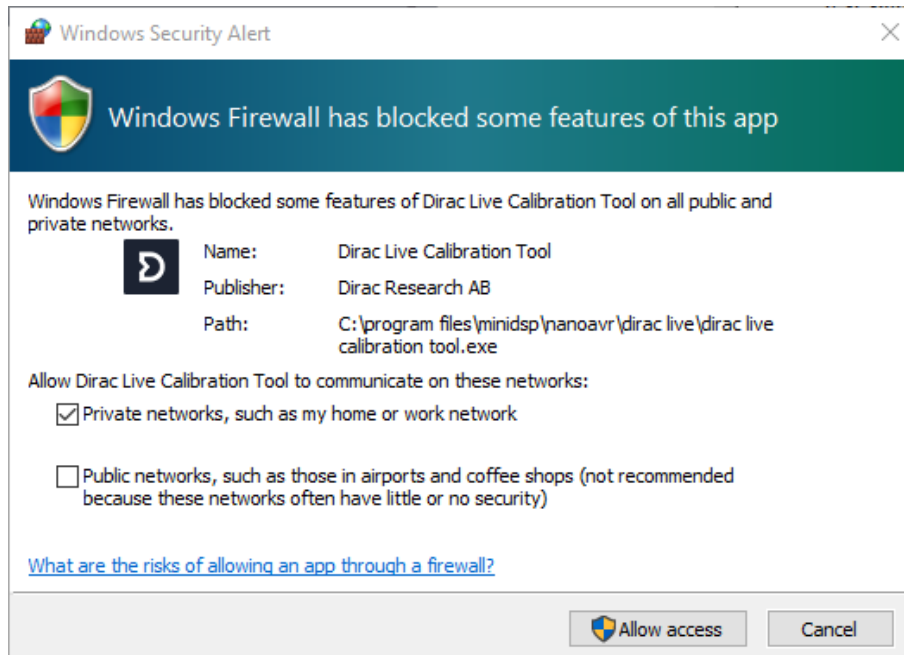 Windows Security Alert
Windows Firewall has blocked some features of this app
Windows Firewall has blocked some features of Dirac Live Calibration Tool on all public and
private networks.
Name: Dirac Live Calibration Tool
Publisher: Dirac Research AB
Path: C:\program files\minidsp\nanoavr\dirac live\dirac live
calibration tool.exe
Allow Dirac Live Calibration Tool to communicate on these networks:
Private networks, such as my home or work network
Public networks, such as those in airports and coffee shops (not recommended
because these networks often have little or no security)
What are the risks of allowing an app through a firewall?
Allow access Cancel